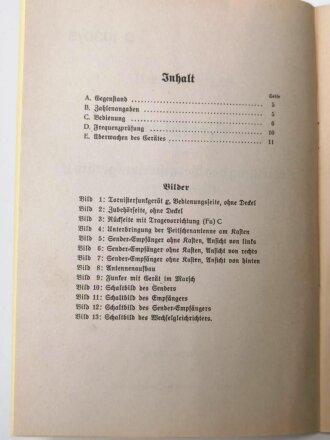 Inhalt
Seite
A. Gegenstand 5
B. Zahlenangaben 5
C. Bedienung 6
D. Frequenzprüfung 10
E. Überwachen des Gerätes 11
Bilder
Bild 1: Tornisterfunkgerät g, Bedienungsseite, ohne Deckel
Bild 2: Zubehörseite, ohne Deckel
Bild 3: Rückseite mit Tragevorrichtung (Fu) C
Bild 4: Unterbringung der Peitschenantenne am Kasten
Bild 5: Sender-Empfänger ohne Kasten, Ansicht von links
Bild 6: Sender-Empfänger ohne Kasten, Ansicht von rechts
Bild 7: Sender-Empfänger ohne Kasten, Ansicht von hinten
Bild 8: Antennenaufbau
Bild 9: Funker mit Gerät im Marsch
Bild 10: Schaltbild des Senders
Bild 11: Schaltbild des Empfängers
Bild 12: Schaltbild des Sender-Empfängers
Bild 13: Schaltbild des Wechselgleichrichters.